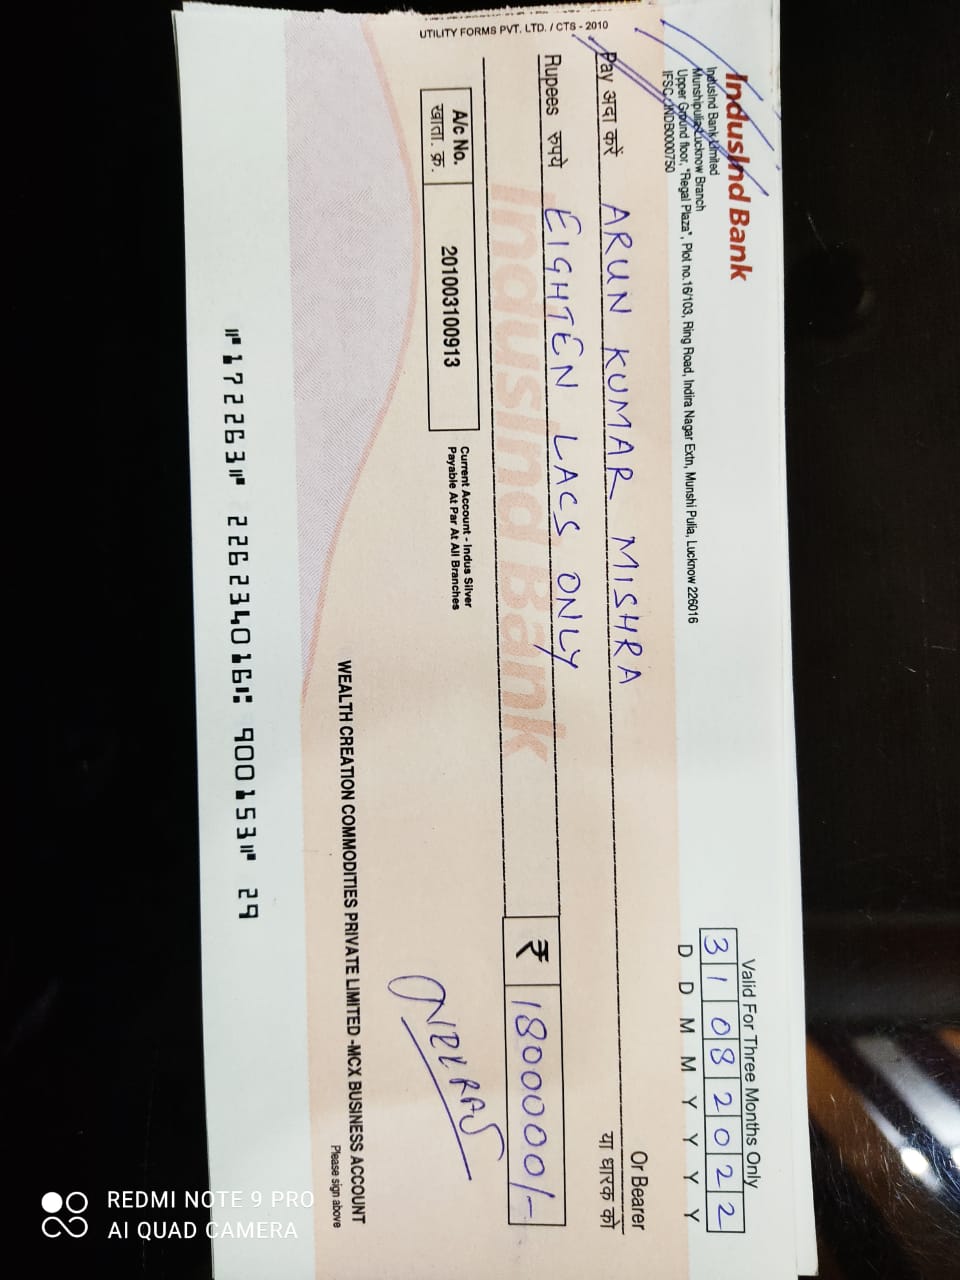 UTILITY FORMS PVT. LTD. / CTS - 2010
IndusInd Bank
IndusInd Bank Limited
Munshipulia Lucknow Branch
Upper Ground floor, "Regal Plaza", Plot no.16/103, Ring Road, Indira Nagar Extn, Munshi Pulia, Lucknow 226016
IFSC: INDB0000750
Valid For Three Months Only
3 1 0 8 2 0 2 2
D D M M Y Y Y Y
Pay अदा करें ARUN KUMAR MISHRA
Or Bearer
या धारक को
Rupees रुपये EIGHTEN LACS ONLY
₹ 1800000/-
IndusInd Bank
A/c No.
खाता. क्र.
201003100913
Current Account - Indus Silver
Payable At Par At All Branches
WEALTH CREATION COMMODITIES PRIVATE LIMITED -MCX BUSINESS ACCOUNT
Please sign above
⑈172263⑈ 226234016⑆ 900153⑈ 29
REDMI NOTE 9 PRO
AI QUAD CAMERA